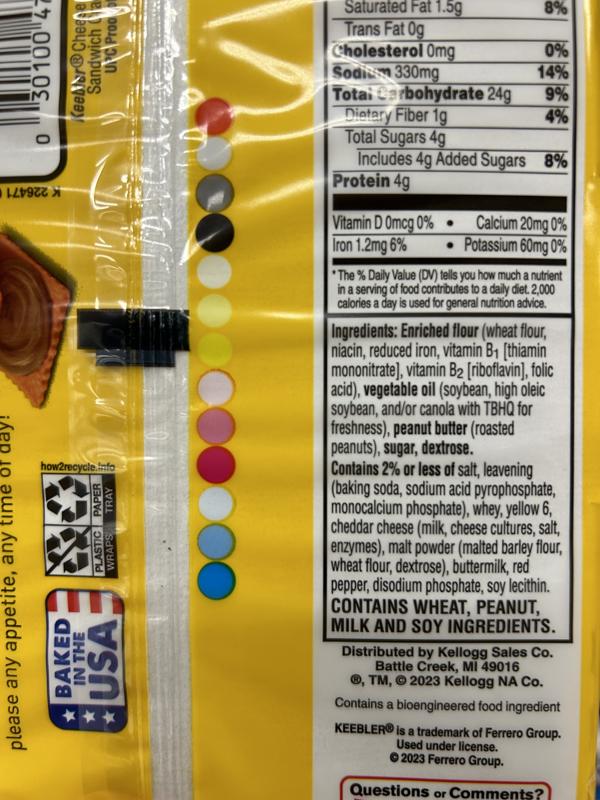 Saturated Fat 1.5g 8%
Trans Fat 0g
Cholesterol 0mg 0%
Sodium 330mg 14%
Total Carbohydrate 24g 9%
Dietary Fiber 1g 4%
Total Sugars 4g
Includes 4g Added Sugars 8%
Protein 4g
Vitamin D 0mcg 0% • Calcium 20mg 0%
Iron 1.2mg 6% • Potassium 60mg 0%
* The % Daily Value (DV) tells you how much a nutrient
in a serving of food contributes to a daily diet. 2,000
calories a day is used for general nutrition advice.
Ingredients: Enriched flour (wheat flour,
niacin, reduced iron, vitamin B1 [thiamin
mononitrate], vitamin B2 [riboflavin], folic
acid), vegetable oil (soybean, high oleic
soybean, and/or canola with TBHQ for
freshness), peanut butter (roasted
peanuts), sugar, dextrose.
Contains 2% or less of salt, leavening
(baking soda, sodium acid pyrophosphate,
monocalcium phosphate), whey, yellow 6,
cheddar cheese (milk, cheese cultures, salt,
enzymes), malt powder (malted barley flour,
wheat flour, dextrose), buttermilk, red
pepper, disodium phosphate, soy lecithin.
CONTAINS WHEAT, PEANUT,
MILK AND SOY INGREDIENTS.
Distributed by Kellogg Sales Co.
Battle Creek, MI 49016
®, TM, © 2023 Kellogg NA Co.
Contains a bioengineered food ingredient
KEEBLER® is a trademark of Ferrero Group.
Used under license.
© 2023 Ferrero Group.
Questions or Comments?
0 30100 147
Keebler® Cheese
Sandwich
UPC Proof
K 226471
how2recycle.info
PAPER TRAY
PLASTIC WRAPS
BAKED
IN THE
USA
please any appetite, any time of day!